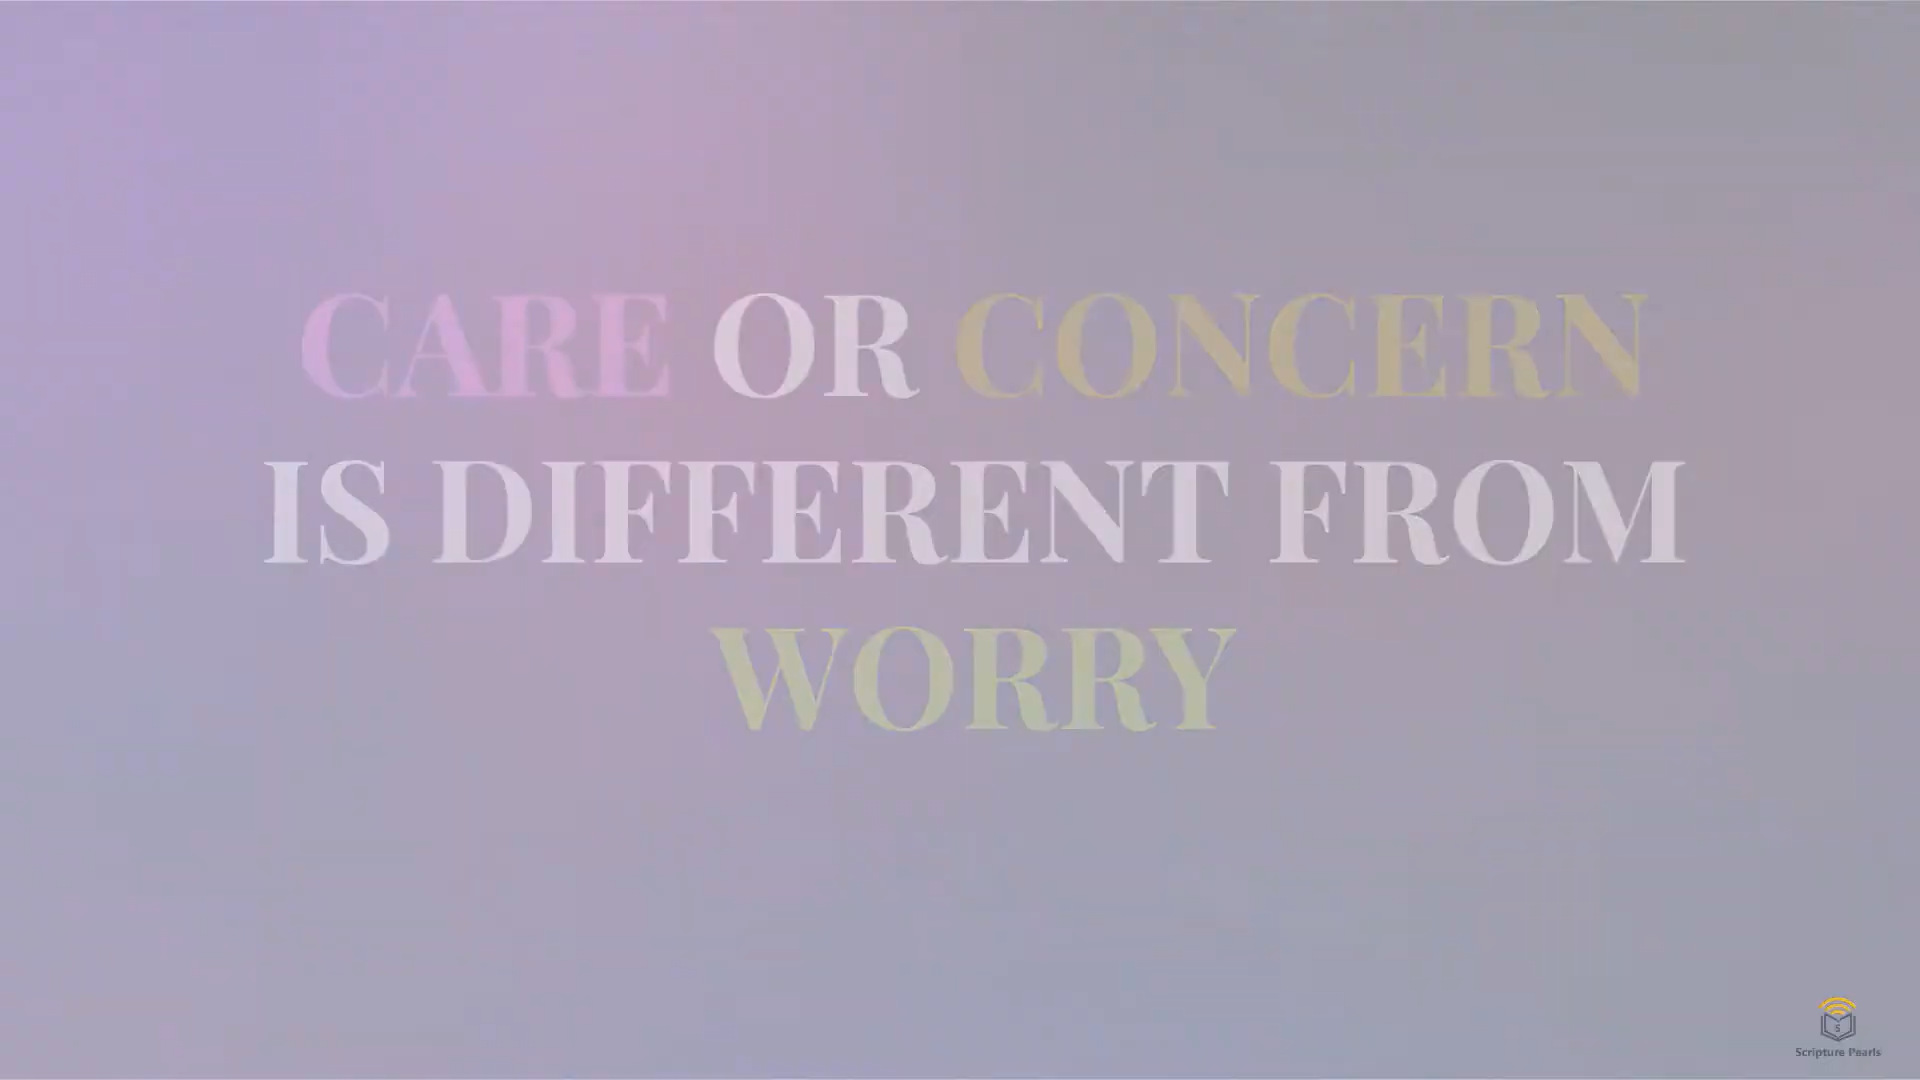 CARE OR CONCERN
IS DIFFERENT FROM
WORRY
S
Scripture Pearls